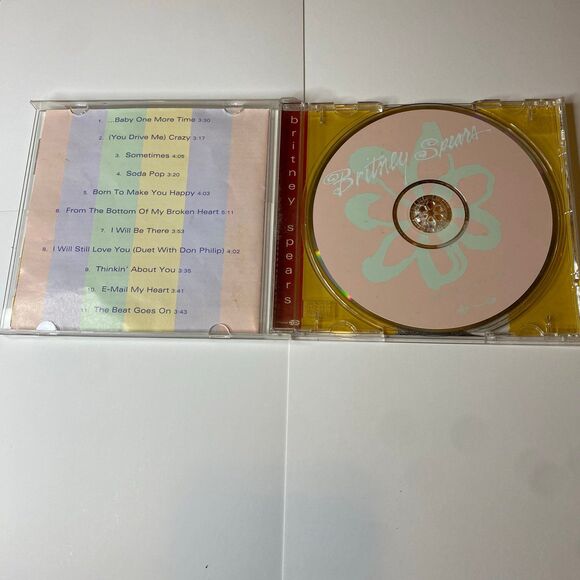 1. ...Baby One More Time 3:30
2. (You Drive Me) Crazy 3:17
3. Sometimes 4:05
4. Soda Pop 3:20
5. Born To Make You Happy 4:03
6. From The Bottom Of My Broken Heart 5:11
7. I Will Be There 3:53
8. I Will Still Love You (Duet With Don Philip) 4:02
9. Thinkin' About You 3:35
10. E-Mail My Heart 3:41
11. The Beat Goes On 3:43
britney spears
Britney Spears